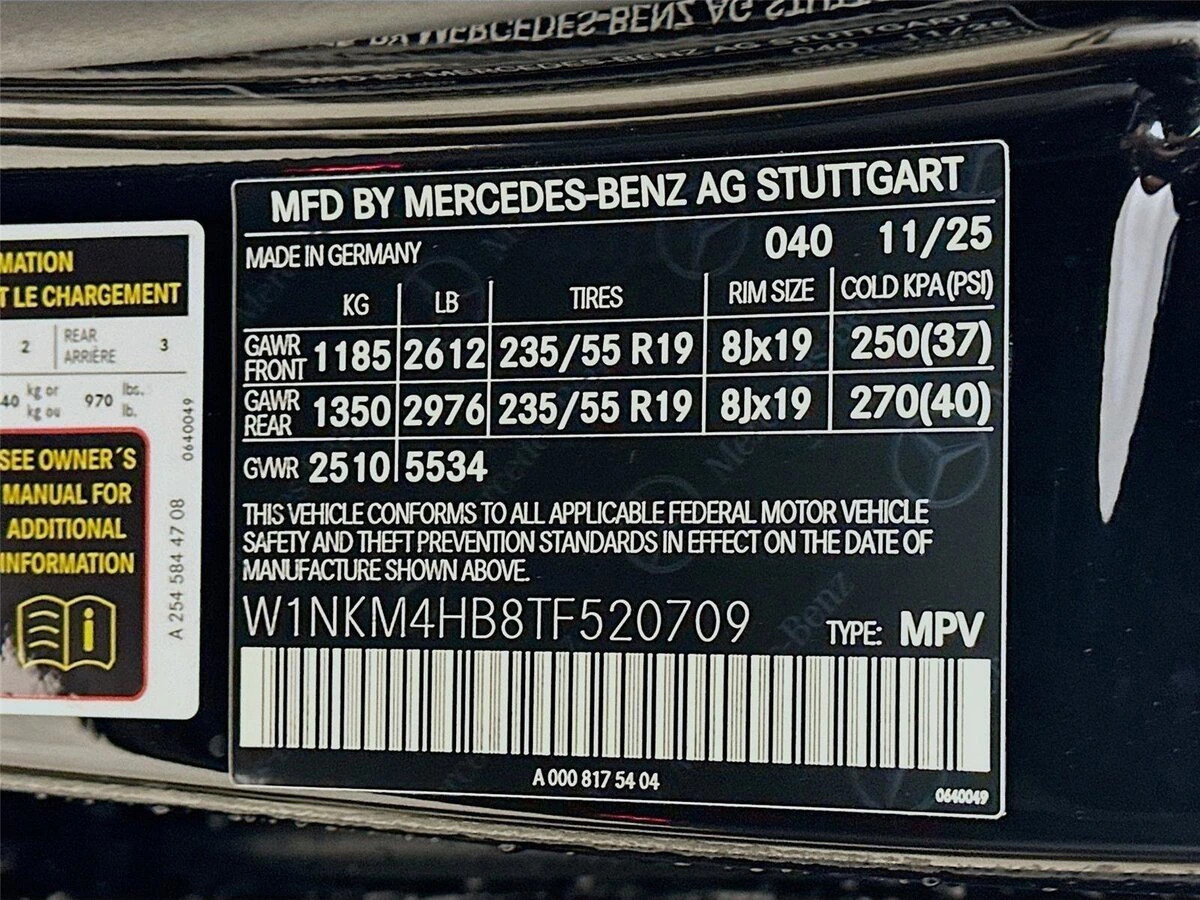 MATION
T LE CHARGEMENT
2 REAR ARRIÈRE 3
40 kg or kg ou 970 lbs. lb.
SEE OWNER´S
MANUAL FOR
ADDITIONAL
INFORMATION
A 254 584 47 08 0640049
MFD BY MERCEDES-BENZ AG STUTTGART
MADE IN GERMANY 040 11/25
KG LB TIRES RIM SIZE COLD KPA (PSI)
GAWR FRONT 1185 2612 235/55 R19 8Jx19 250(37)
GAWR REAR 1350 2976 235/55 R19 8Jx19 270(40)
GVWR 2510 5534
THIS VEHICLE CONFORMS TO ALL APPLICABLE FEDERAL MOTOR VEHICLE
SAFETY AND THEFT PREVENTION STANDARDS IN EFFECT ON THE DATE OF
MANUFACTURE SHOWN ABOVE.
W1NKM4HB8TF520709 TYPE: MPV
A 000 817 54 04
0640049